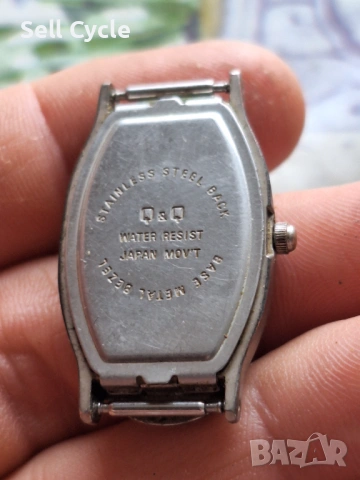 Sell Cycle
STAINLESS STEEL BACK
Q & Q
WATER RESIST
JAPAN MOV'T
BASE METAL BEZEL
BAZAR